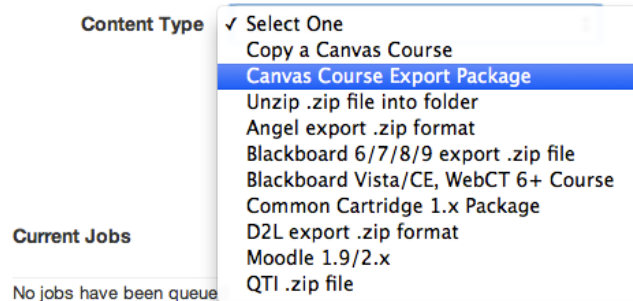 Content Type ✓ Select One
Copy a Canvas Course
Canvas Course Export Package
Unzip .zip file into folder
Angel export .zip format
Blackboard 6/7/8/9 export .zip file
Blackboard Vista/CE, WebCT 6+ Course
Common Cartridge 1.x Package
D2L export .zip format
Moodle 1.9/2.x
QTI .zip file
Current Jobs
No jobs have been queue